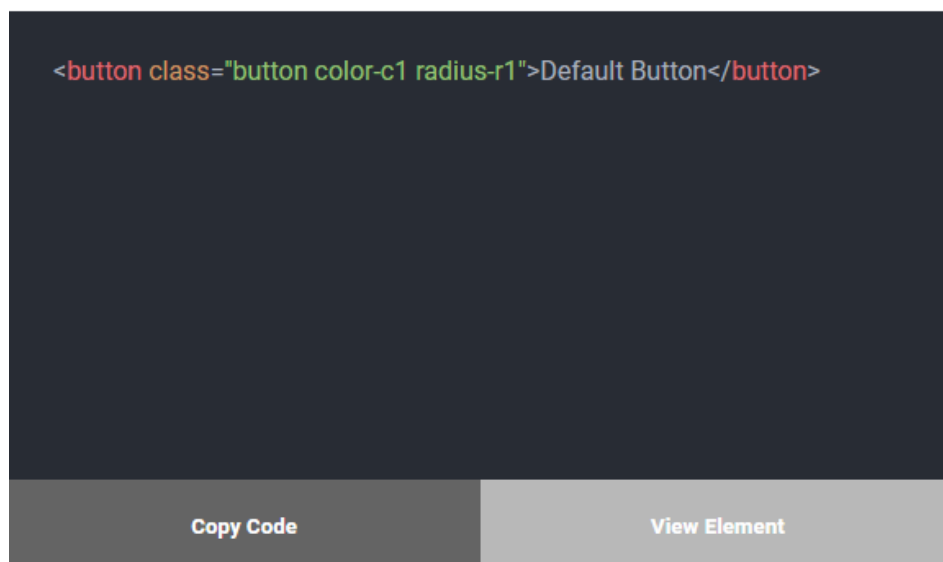 <button class="button color-c1 radius-r1">Default Button</button>
Copy Code
View Element